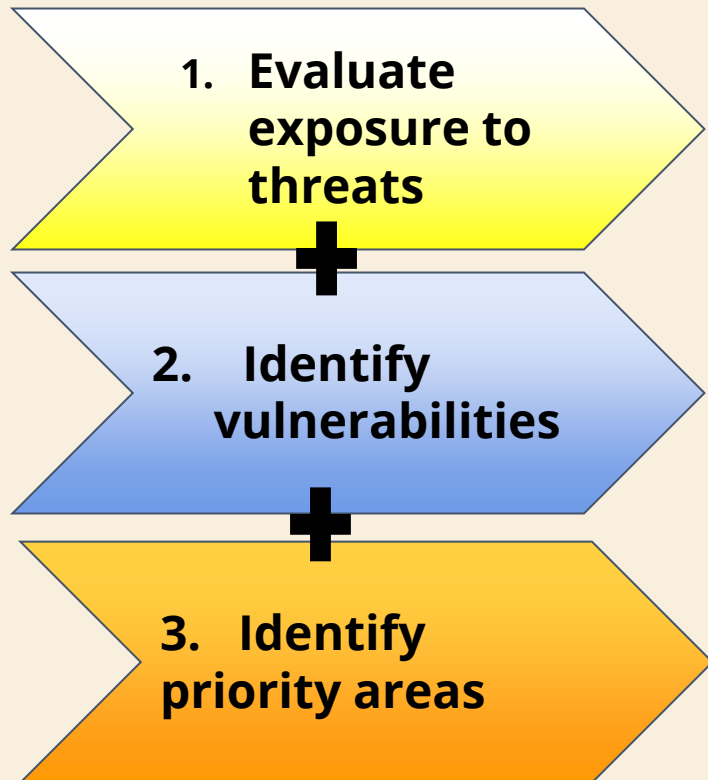 1. Evaluate
exposure to
threats
2. Identify
vulnerabilities
3. Identify
priority areas